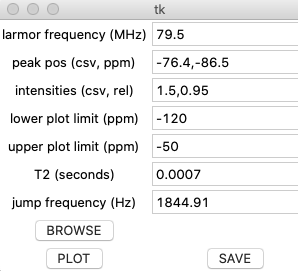 tk
larmor frequency (MHz) 79.5
peak pos (csv, ppm) -76.4,-86.5
intensities (csv, rel) 1.5,0.95
lower plot limit (ppm) -120
upper plot limit (ppm) -50
T2 (seconds) 0.0007
jump frequency (Hz) 1844.91
BROWSE
PLOT SAVE